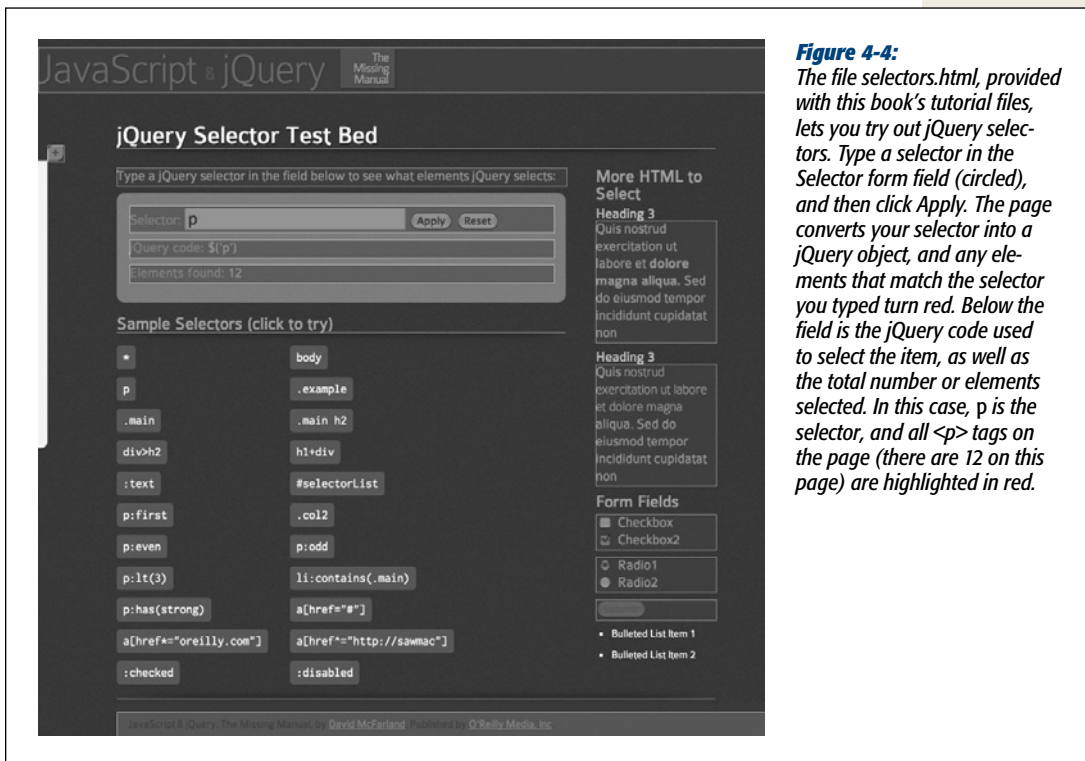 JavaScript & jQuery The Missing Manual
jQuery Selector Test Bed
Type a jQuery selector in the field below to see what elements jQuery selects:
Selector: p Apply Reset
jQuery code: $('p')
Elements found: 12
Sample Selectors (click to try)
* body
p .example
.main .main h2
div>h2 h1+div
:text #selectorList
p:first .col2
p:even p:odd
p:lt(3) li:contains(.main)
p:has(strong) a[href="#"]
a[href*="oreilly.com"] a[href^="http://sawmac"]
:checked :disabled
More HTML to
Select
Heading 3
Quis nostrud
exercitation ut
labore et dolore
magna aliqua. Sed
do eiusmod tempor
incididunt cupidatat
non
Heading 3
Quis nostrud
exercitation ut labore
et dolore magna
aliqua. Sed do
eiusmod tempor
incididunt cupidatat
non
Form Fields
Checkbox
Checkbox2
Radio1
Radio2
Bulleted List Item 1
Bulleted List Item 2
JavaScript & jQuery: The Missing Manual, by David McFarland. Published by O'Reilly Media, Inc
Figure 4-4:
The file selectors.html, provided
with this book's tutorial files,
lets you try out jQuery selec-
tors. Type a selector in the
Selector form field (circled),
and then click Apply. The page
converts your selector into a
jQuery object, and any ele-
ments that match the selector
you typed turn red. Below the
field is the jQuery code used
to select the item, as well as
the total number or elements
selected. In this case, p is the
selector, and all <p> tags on
the page (there are 12 on this
page) are highlighted in red.